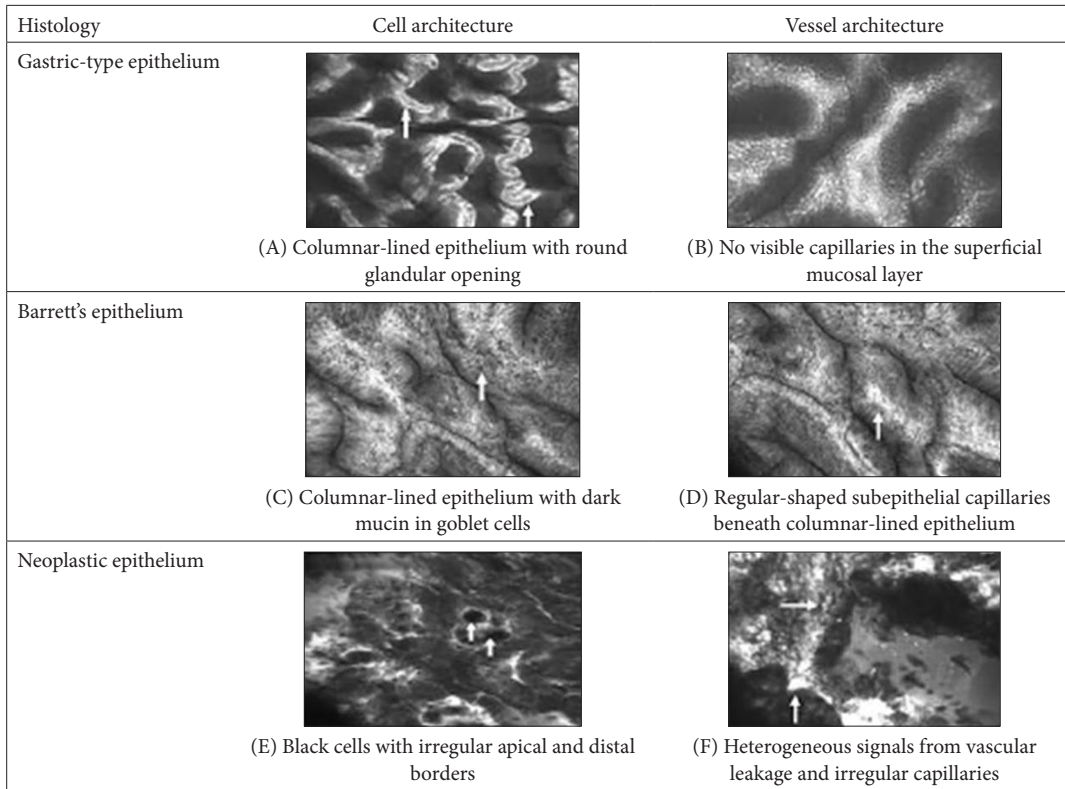 Histology Cell architecture Vessel architecture
Gastric-type epithelium
(A) Columnar-lined epithelium with round
glandular opening
(B) No visible capillaries in the superficial
mucosal layer
Barrett’s epithelium
(C) Columnar-lined epithelium with dark
mucin in goblet cells
(D) Regular-shaped subepithelial capillaries
beneath columnar-lined epithelium
Neoplastic epithelium
(E) Black cells with irregular apical and distal
borders
(F) Heterogeneous signals from vascular
leakage and irregular capillaries